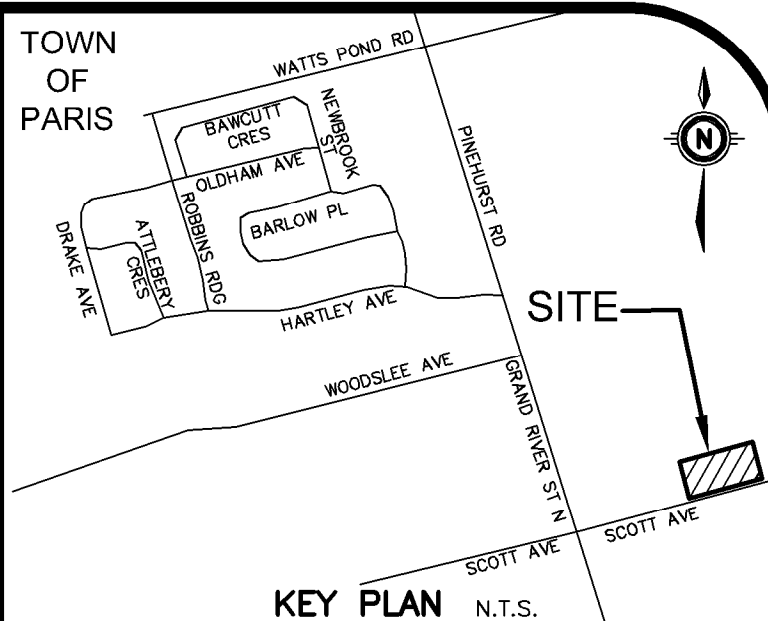 TOWN
OF
PARIS
WATTS POND RD
BAWCUTT
CRES
NEWBROOK
ST
OLDHAM AVE
PINEHURST RD
N
DRAKE AVE
ATTLEBERY
CRES
ROBBINS RDG
BARLOW PL
HARTLEY AVE
SITE
WOODSLEE AVE
GRAND RIVER ST N
SCOTT AVE
SCOTT AVE
KEY PLAN N.T.S.